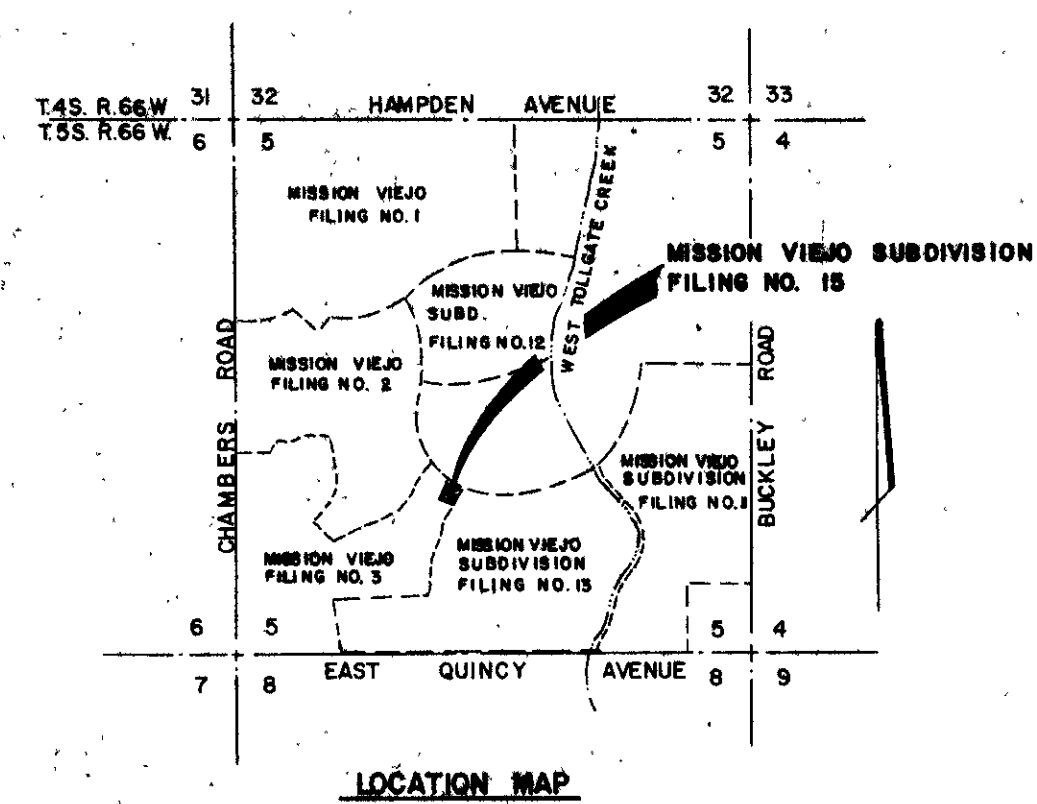 T.4S. R.66W 31 32 HAMPDEN AVENUE 32 33
T.5S. R.66W. 6 5 5 4
MISSION VIEJO
FILING NO. 1
WEST TOLLGATE CREEK
MISSION VIEJO SUBDIVISION
FILING NO. 15
MISSION VIEJO
SUBD.
FILING NO. 12
CHAMBERS ROAD
MISSION VIEJO
FILING NO. 2
BUCKLEY ROAD
MISSION VIEJO
SUBDIVISION
FILING NO. 11
MISSION VIEJO
FILING NO. 3
MISSION VIEJO
SUBDIVISION
FILING NO. 13
6 5 5 4
EAST QUINCY AVENUE
7 8 8 9
LOCATION MAP